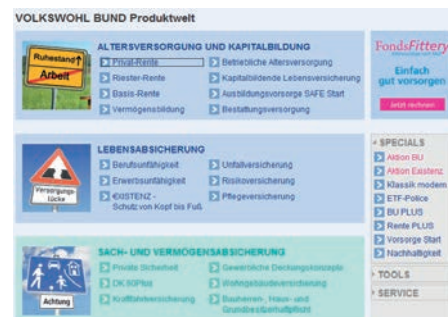 VOLKSWOHL BUND Produktwelt
Ruhestand↑
Arbeit
ALTERSVERSORGUNG UND KAPITALBILDUNG
Privat-Rente
Riester-Rente
Basis-Rente
Vermögensbildung
Betriebliche Altersversorgung
Kapitalbildende Lebensversicherung
Ausbildungsvorsorge SAFE Start
Bestattungsversorgung
Versorgungs-
lücke
LEBENSABSICHERUNG
Berufsunfähigkeit
Erwerbsunfähigkeit
€XISTENZ -
Schutz von Kopf bis Fuß
Unfallversicherung
Risikoversicherung
Pflegeversicherung
Achtung
SACH- UND VERMÖGENSABSICHERUNG
Private Sicherheit
OK.50Plus
Kraftfahrtversicherung
Gewerbliche Deckungskonzepte
Wohngebäudeversicherung
Bauherren-, Haus- und
Grundbesitzerhaftpflicht
FondsFittery
Einfach
gut vorsorgen
Jetzt rechnen
SPECIALS
Aktion BU
Aktion Existenz
Klassik modern
ETF-Police
BU PLUS
Rente PLUS
Vorsorge Start
Nachhaltigkeit
TOOLS
SERVICE